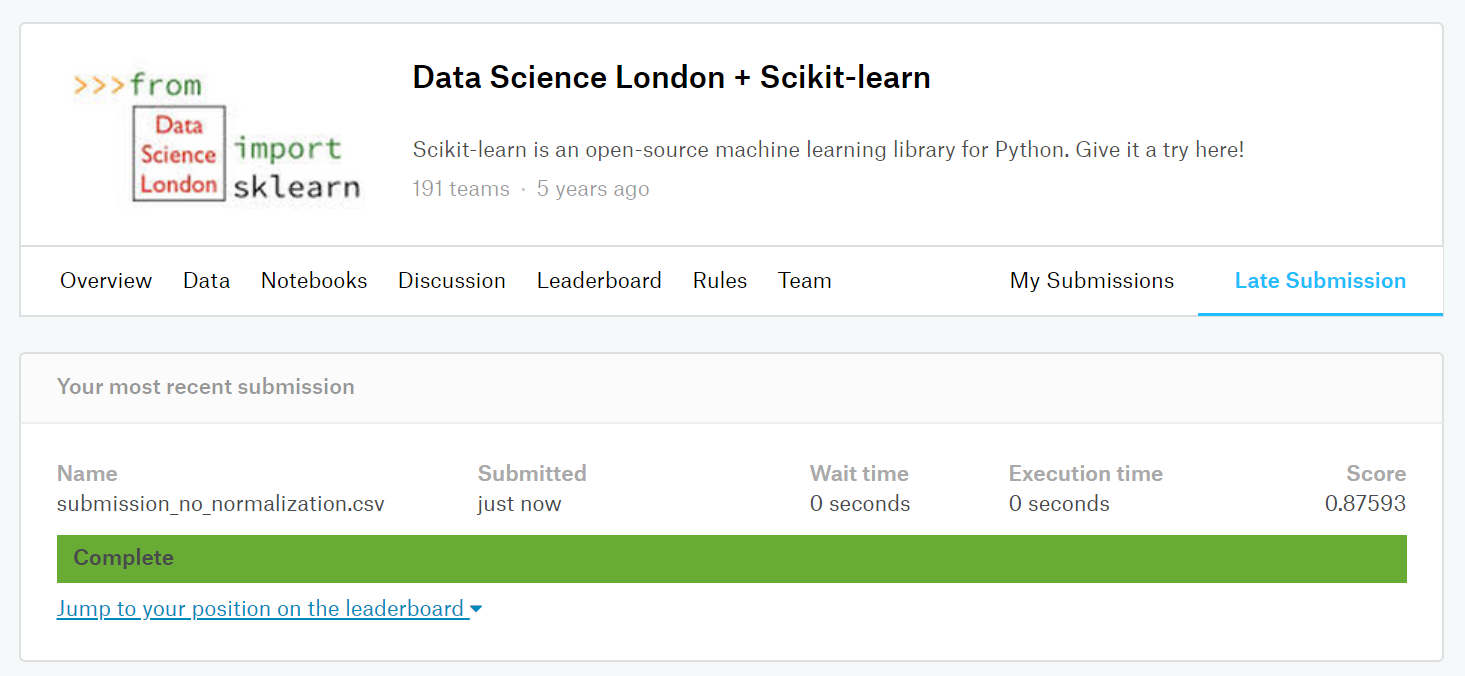 >>>from
Data
Science
London
import
sklearn
Data Science London + Scikit-learn
Scikit-learn is an open-source machine learning library for Python. Give it a try here!
191 teams · 5 years ago
Overview Data Notebooks Discussion Leaderboard Rules Team My Submissions Late Submission
Your most recent submission
Name Submitted Wait time Execution time Score
submission_no_normalization.csv just now 0 seconds 0 seconds 0.87593
Complete
Jump to your position on the leaderboard